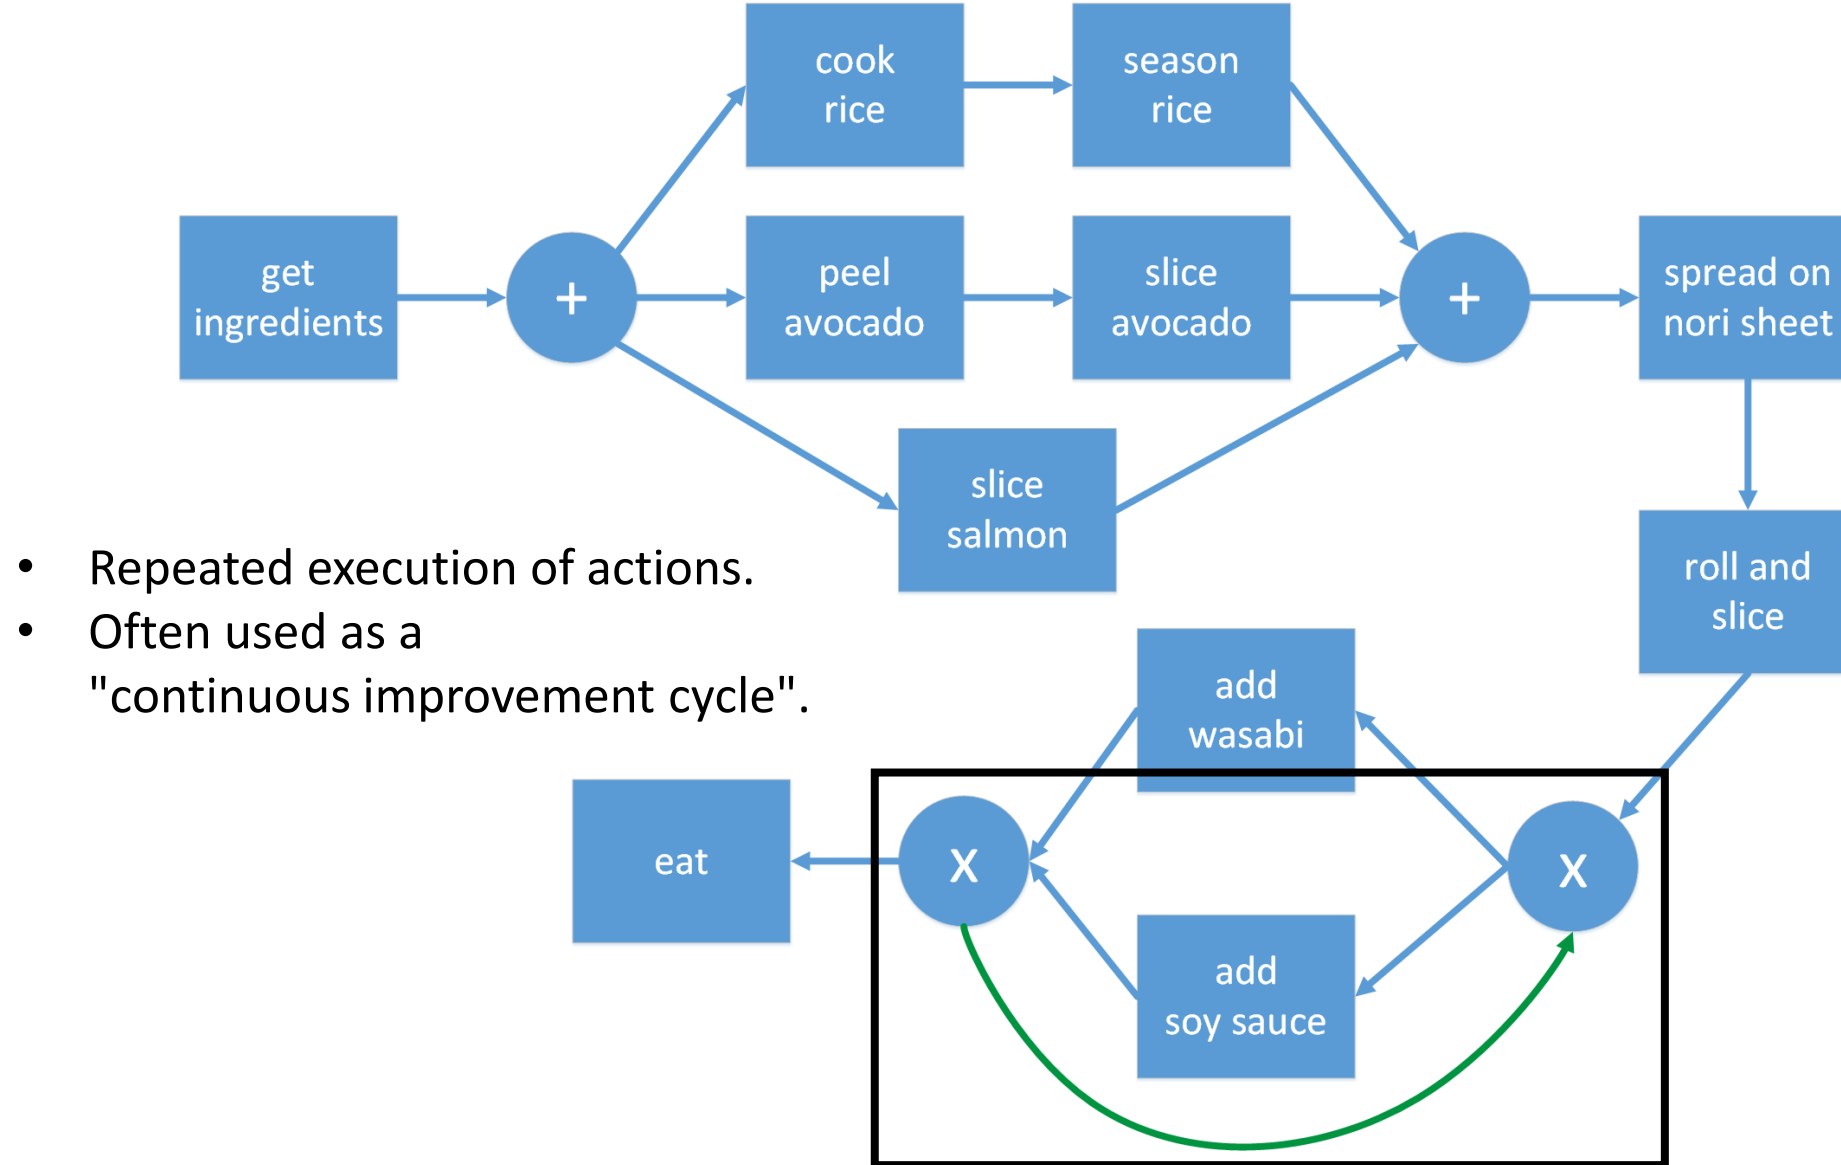 cook
rice
season
rice
get
ingredients
+
peel
avocado
slice
avocado
+
spread on
nori sheet
slice
salmon
• Repeated execution of actions.
• Often used as a
"continuous improvement cycle".
roll and
slice
add
wasabi
eat
X
X
add
soy sauce